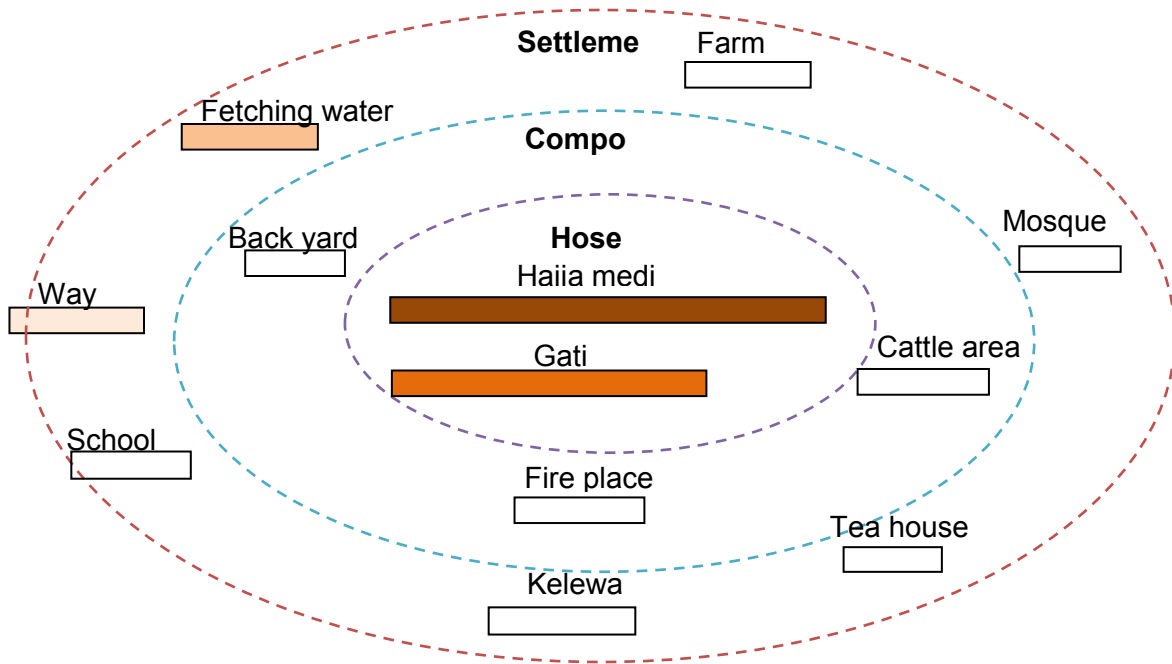 Settleme
Farm
Fetching water
Compo
Mosque
Back yard
Hose
Haiia medi
Way
Gati
Cattle area
School
Fire place
Tea house
Kelewa